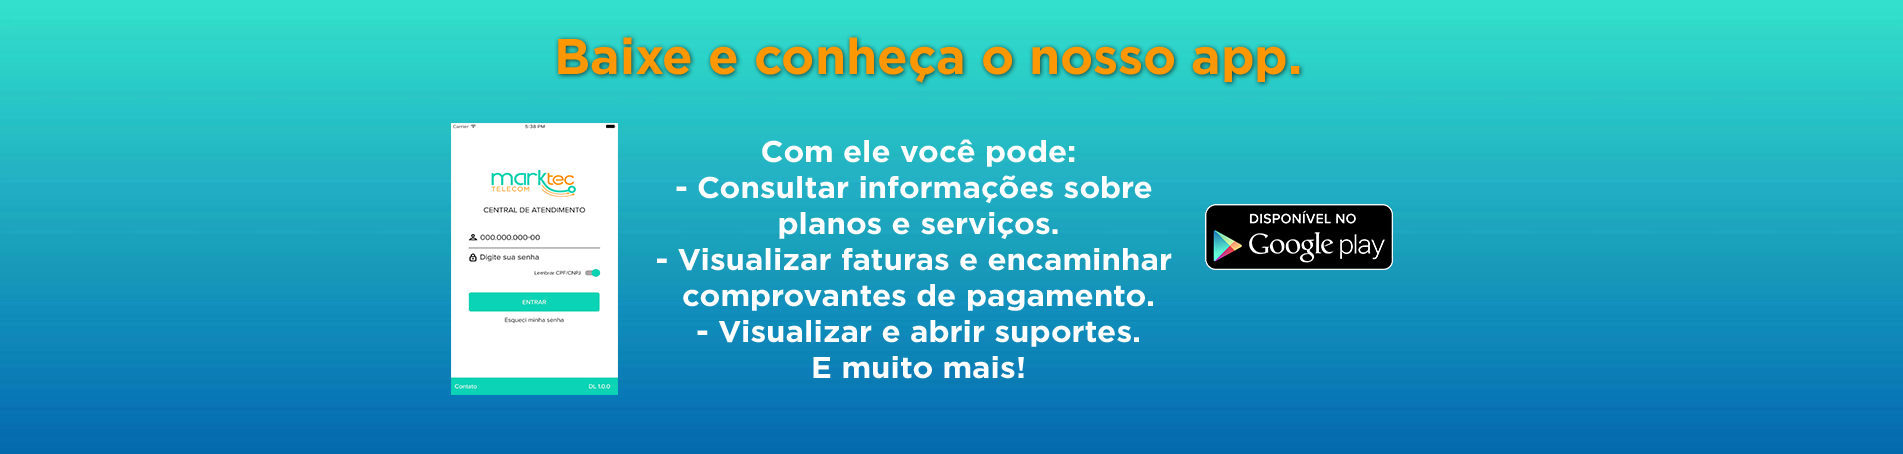 Baixe e conheça o nosso app.
Carrier
5:38 PM
marktec
TELECOM
CENTRAL DE ATENDIMENTO
000.000.000-00
Digite sua senha
Lembrar CPF/CNPJ
ENTRAR
Esqueci minha senha
Contato
DL 1.0.0
Com ele você pode:
- Consultar informações sobre
planos e serviços.
- Visualizar faturas e encaminhar
comprovantes de pagamento.
- Visualizar e abrir suportes.
E muito mais!
DISPONÍVEL NO
Google play